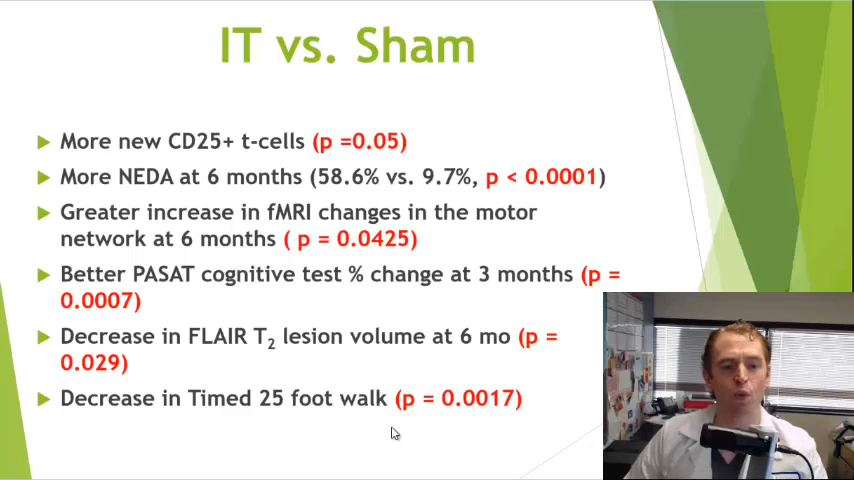 IT vs. Sham
More new CD25+ t-cells (p =0.05)
More NEDA at 6 months (58.6% vs. 9.7%, p < 0.0001)
Greater increase in fMRI changes in the motor
network at 6 months ( p = 0.0425)
Better PASAT cognitive test % change at 3 months (p =
0.0007)
Decrease in FLAIR T₂ lesion volume at 6 mo (p =
0.029)
Decrease in Timed 25 foot walk (p = 0.0017)